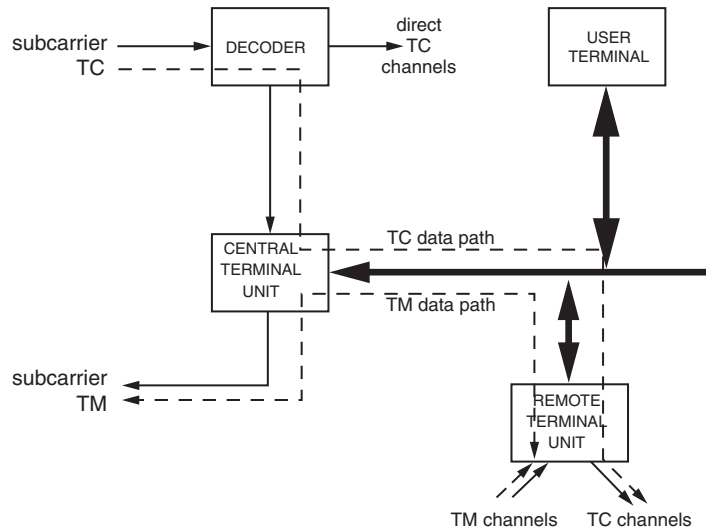 subcarrier
TC
DECODER
direct
TC
channels
USER
TERMINAL
CENTRAL
TERMINAL
UNIT
TC data path
TM data path
subcarrier
TM
REMOTE
TERMINAL
UNIT
TM channels
TC channels